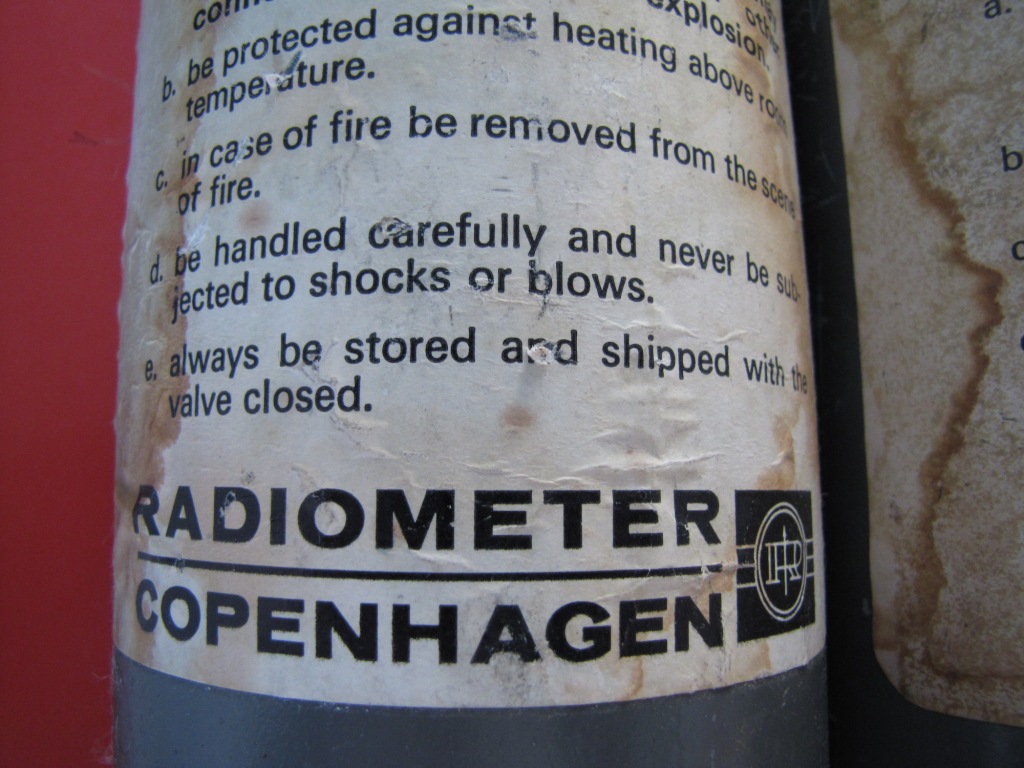 explosion.
b. be protected against heating above room
temperature.
c. in case of fire be removed from the scene
of fire.
d. be handled carefully and never be sub-
jected to shocks or blows.
e. always be stored and shipped with the
valve closed.
RADIOMETER
COPENHAGEN
a.
b